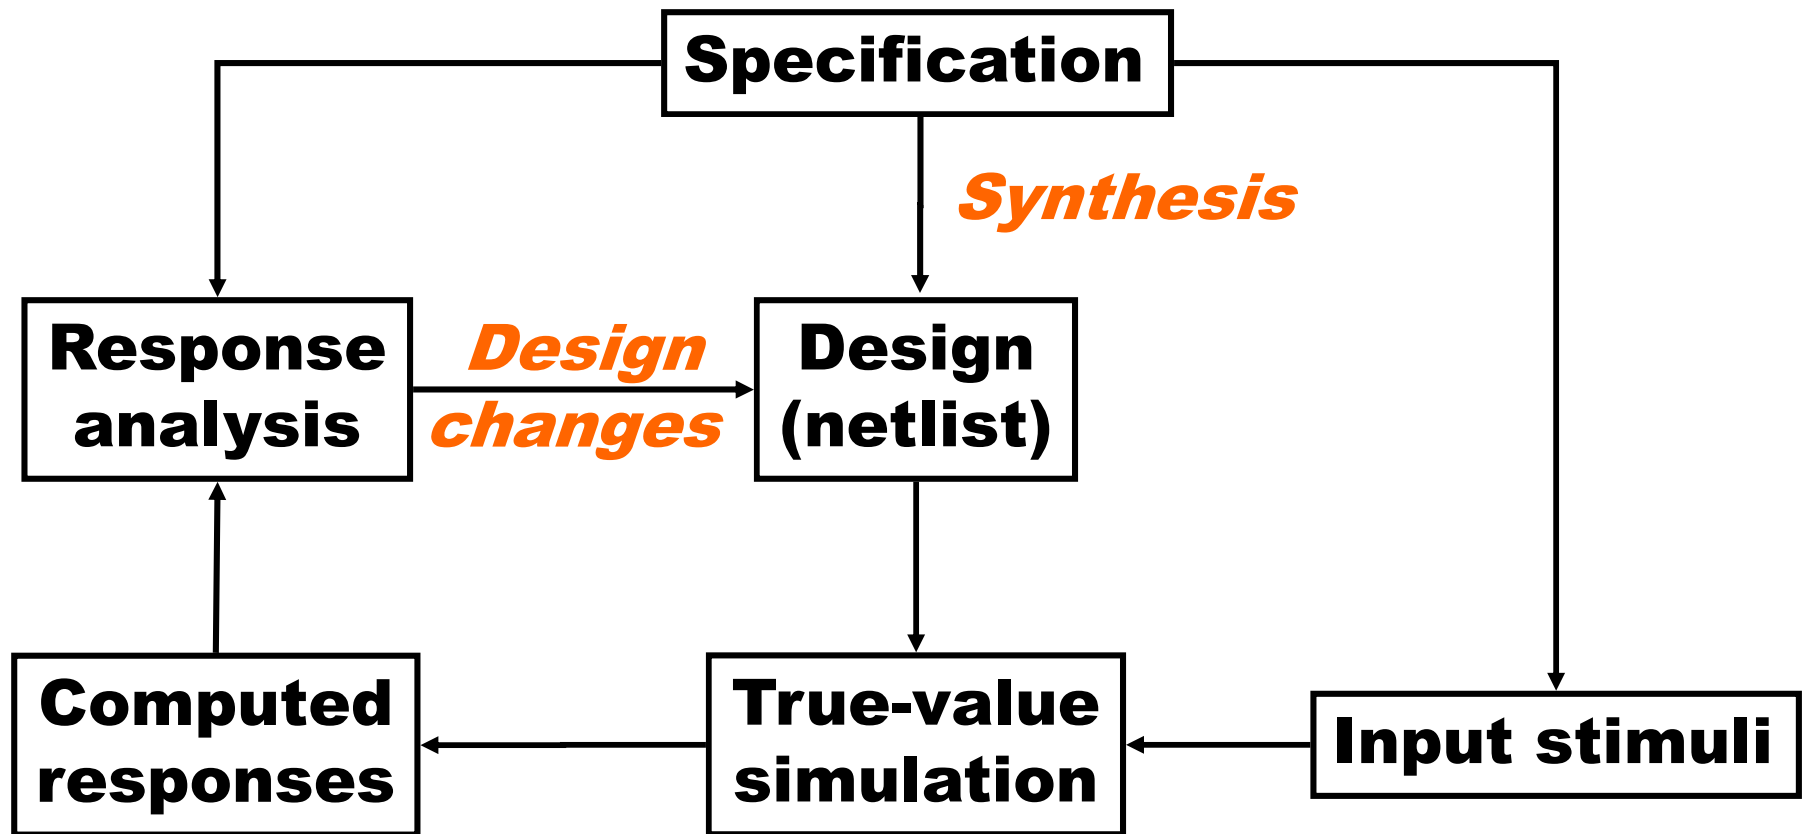 Specification
Synthesis
Response
analysis
Design
changes
Design
(netlist)
Computed
responses
True-value
simulation
Input stimuli